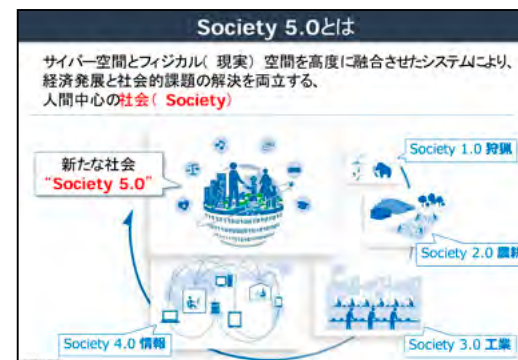 Society 5.0とは
サイバー空間とフィジカル( 現実) 空間を高度に融合させたシステムにより、
経済発展と社会的課題の解決を両立する、
人間中心の社会( Society)
新たな社会
"Society 5.0"
Society 1.0 狩猟
Society 2.0 農耕
Society 3.0 工業
Society 4.0 情報